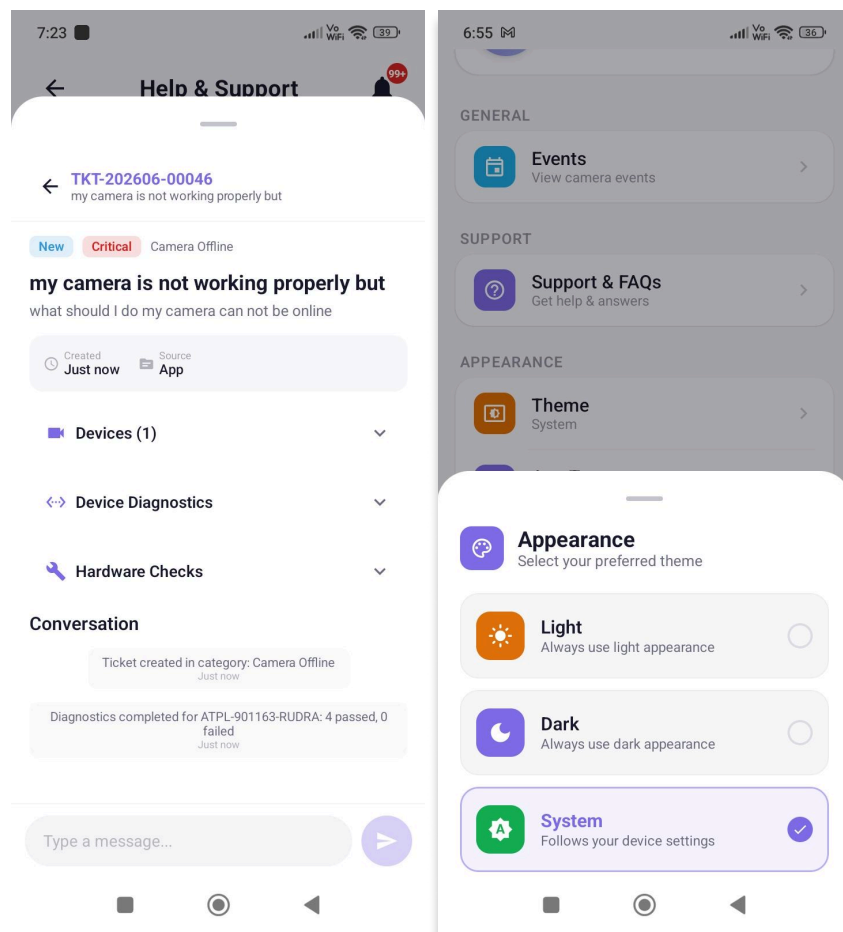 7:23
Vo
WiFi
39
Help & Support
99+
TKT-202606-00046
my camera is not working properly but
New Critical Camera Offline
my camera is not working properly but
what should I do my camera can not be online
Created
Just now
Source
App
Devices (1)
Device Diagnostics
Hardware Checks
Conversation
Ticket created in category: Camera Offline
Just now
Diagnostics completed for ATPL-901163-RUDRA: 4 passed, 0
failed
Just now
Type a message...
6:55
Vo
WiFi
36
GENERAL
Events
View camera events
SUPPORT
Support & FAQs
Get help & answers
APPEARANCE
Theme
System
Appearance
Select your preferred theme
Light
Always use light appearance
Dark
Always use dark appearance
A
System
Follows your device settings